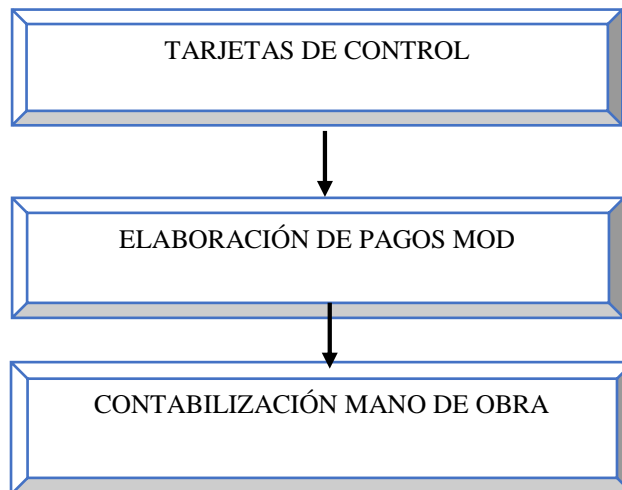 TARJETAS DE CONTROL
ELABORACIÓN DE PAGOS MOD
CONTABILIZACIÓN MANO DE OBRA